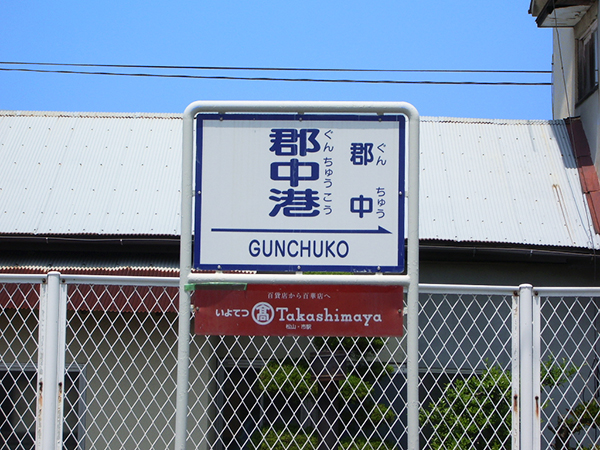 郡中港
ぐんちゅうこう
郡中
ぐんちゅう
GUNCHUKO
百貨店から百華店へ
いよてつ 髙 Takashimaya
松山・市駅